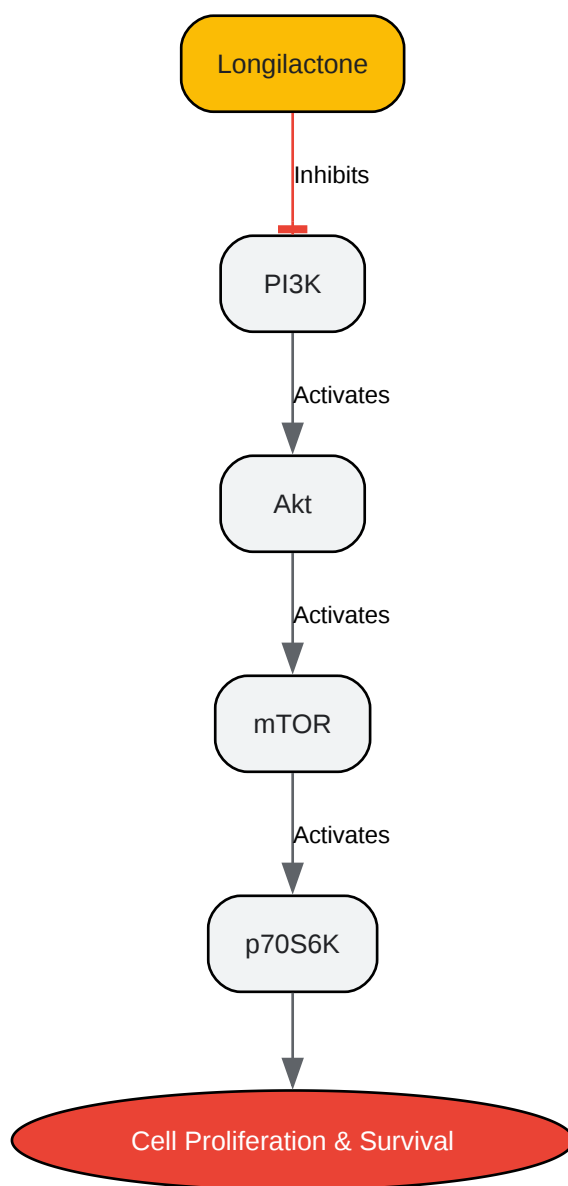 Longilactone
Inhibits
PI3K
Activates
Akt
Activates
mTOR
Activates
p70S6K
Cell Proliferation & Survival